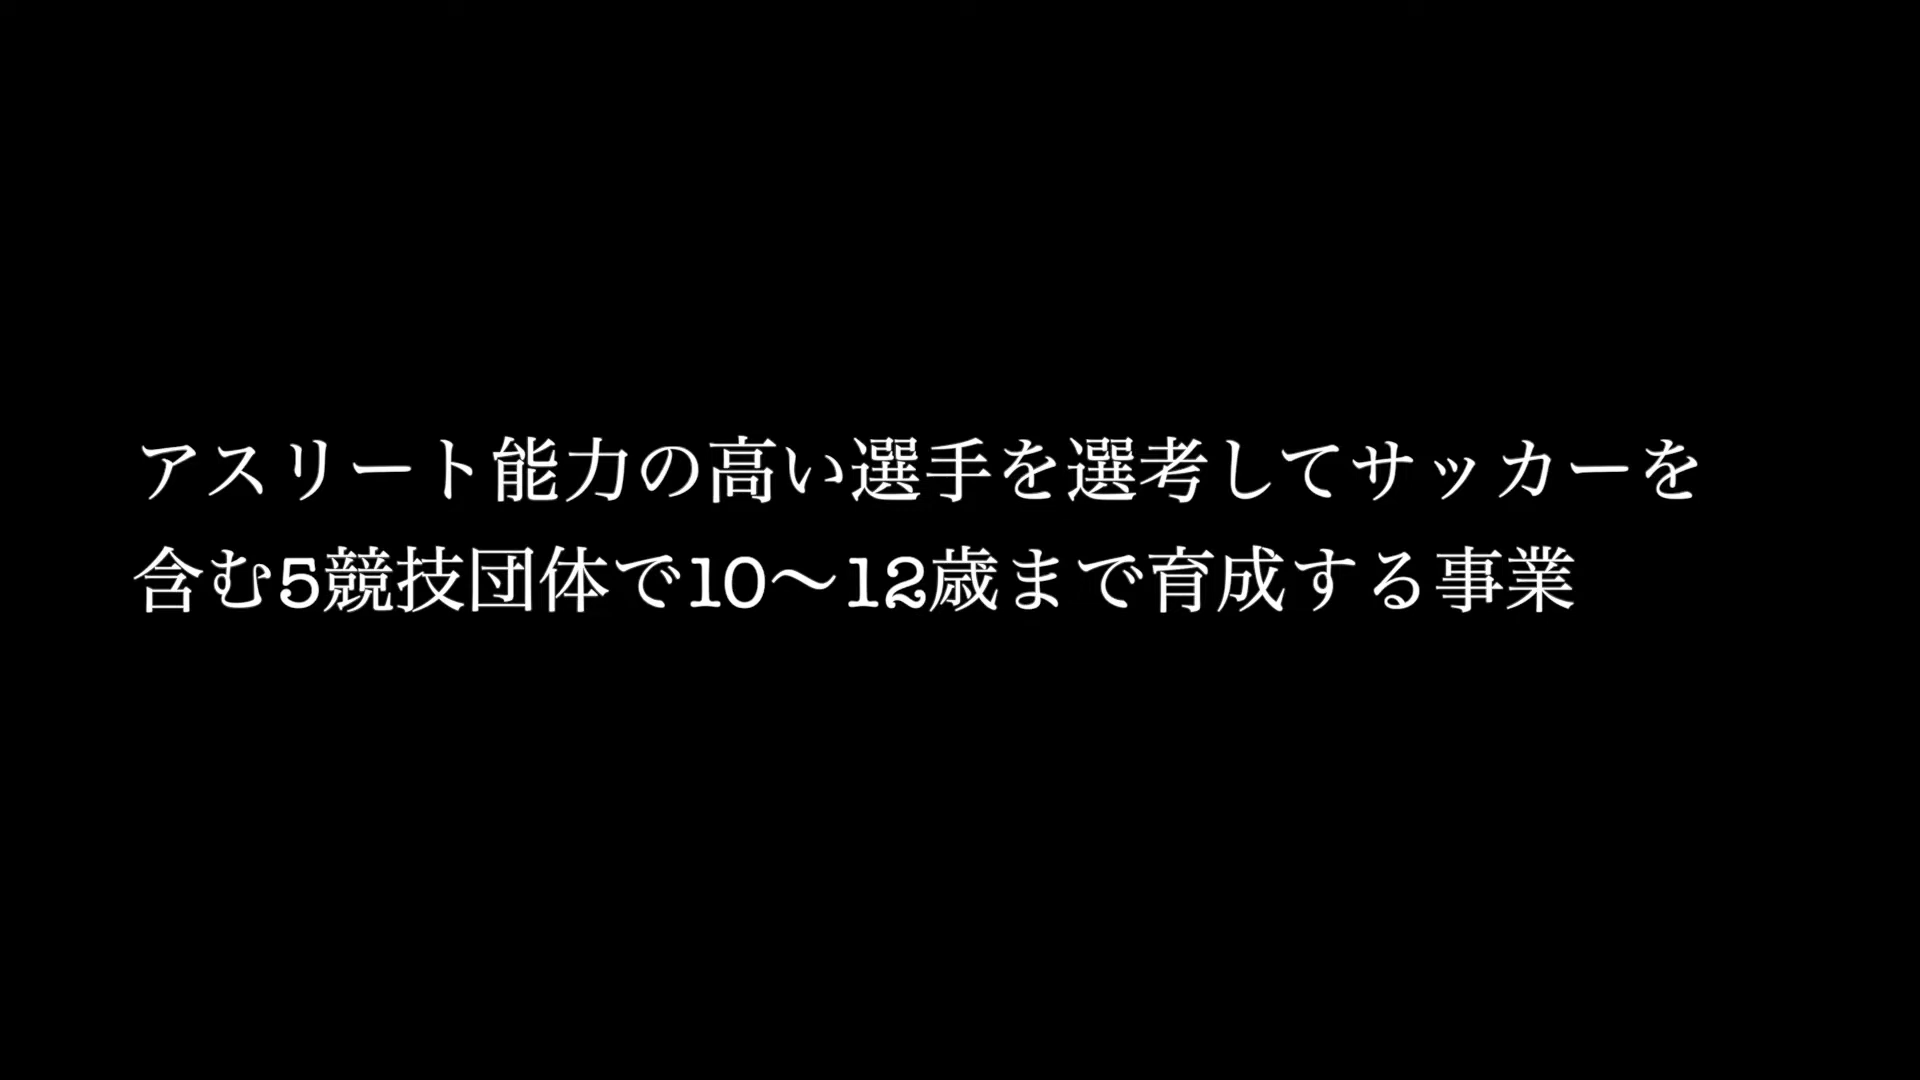 アスリート能力の高い選手を選考してサッカーを
含む5競技団体で10〜12歳まで育成する事業